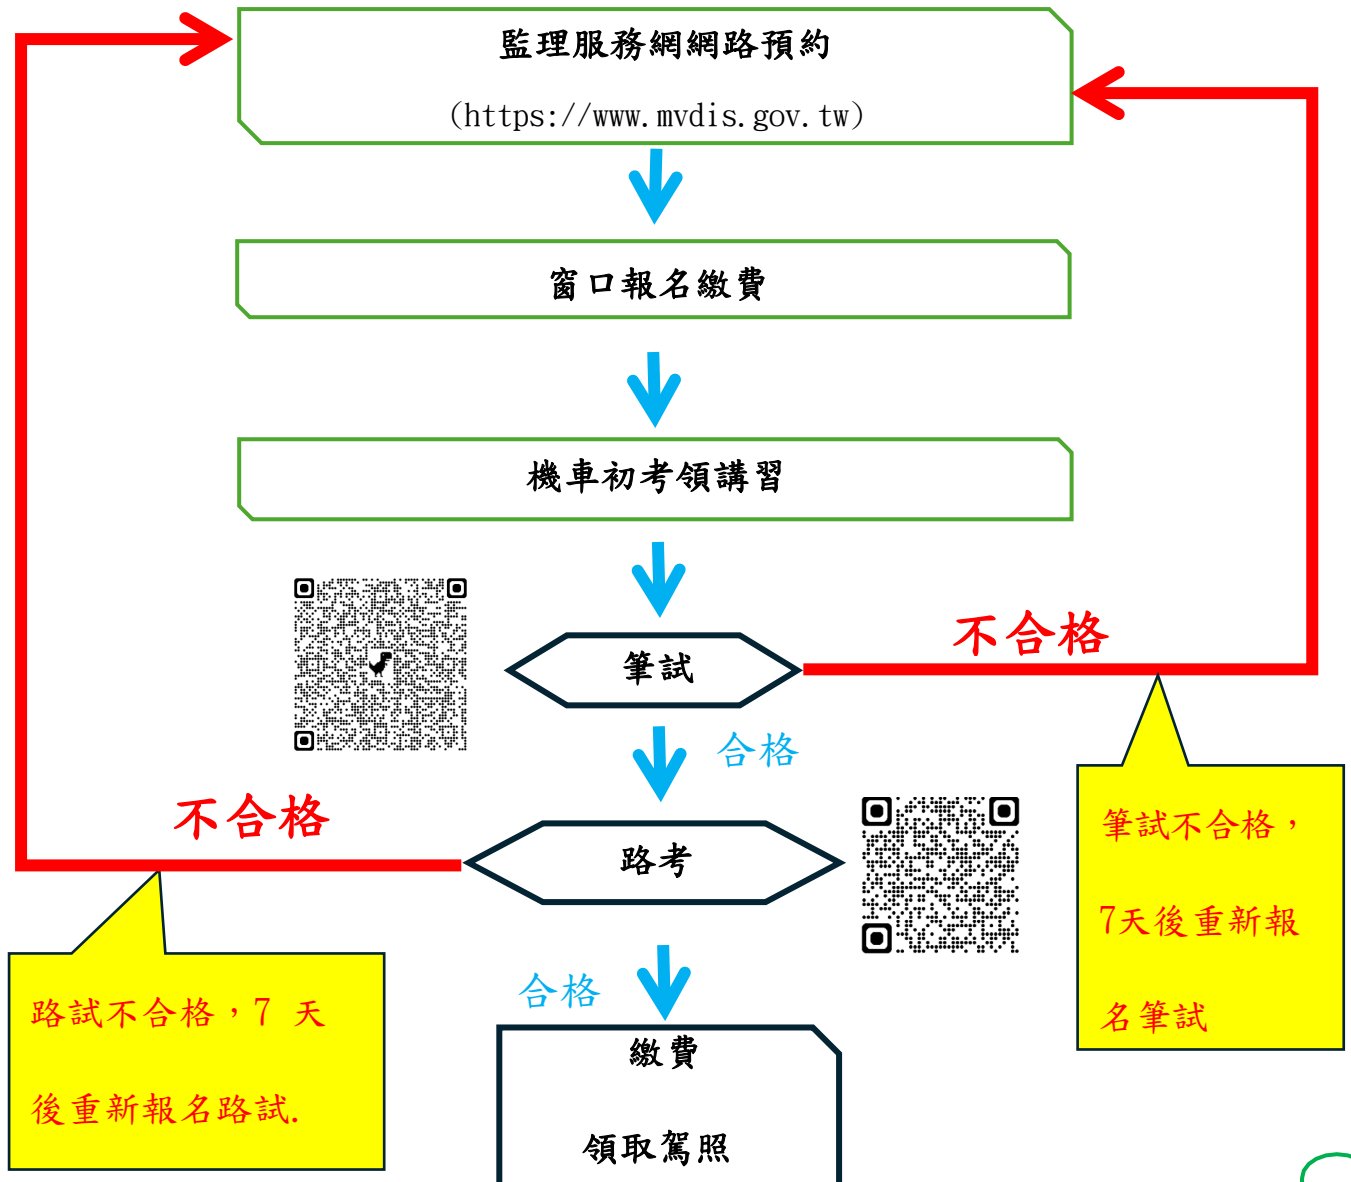 監理服務網網路預約
(https://www.mvdis.gov.tw)
窗口報名繳費
機車初考領講習
不合格
筆試
合格
不合格
路考
筆試不合格，
7天後重新報
名筆試
合格
路試不合格，7 天
後重新報名路試.
繳費
領取駕照